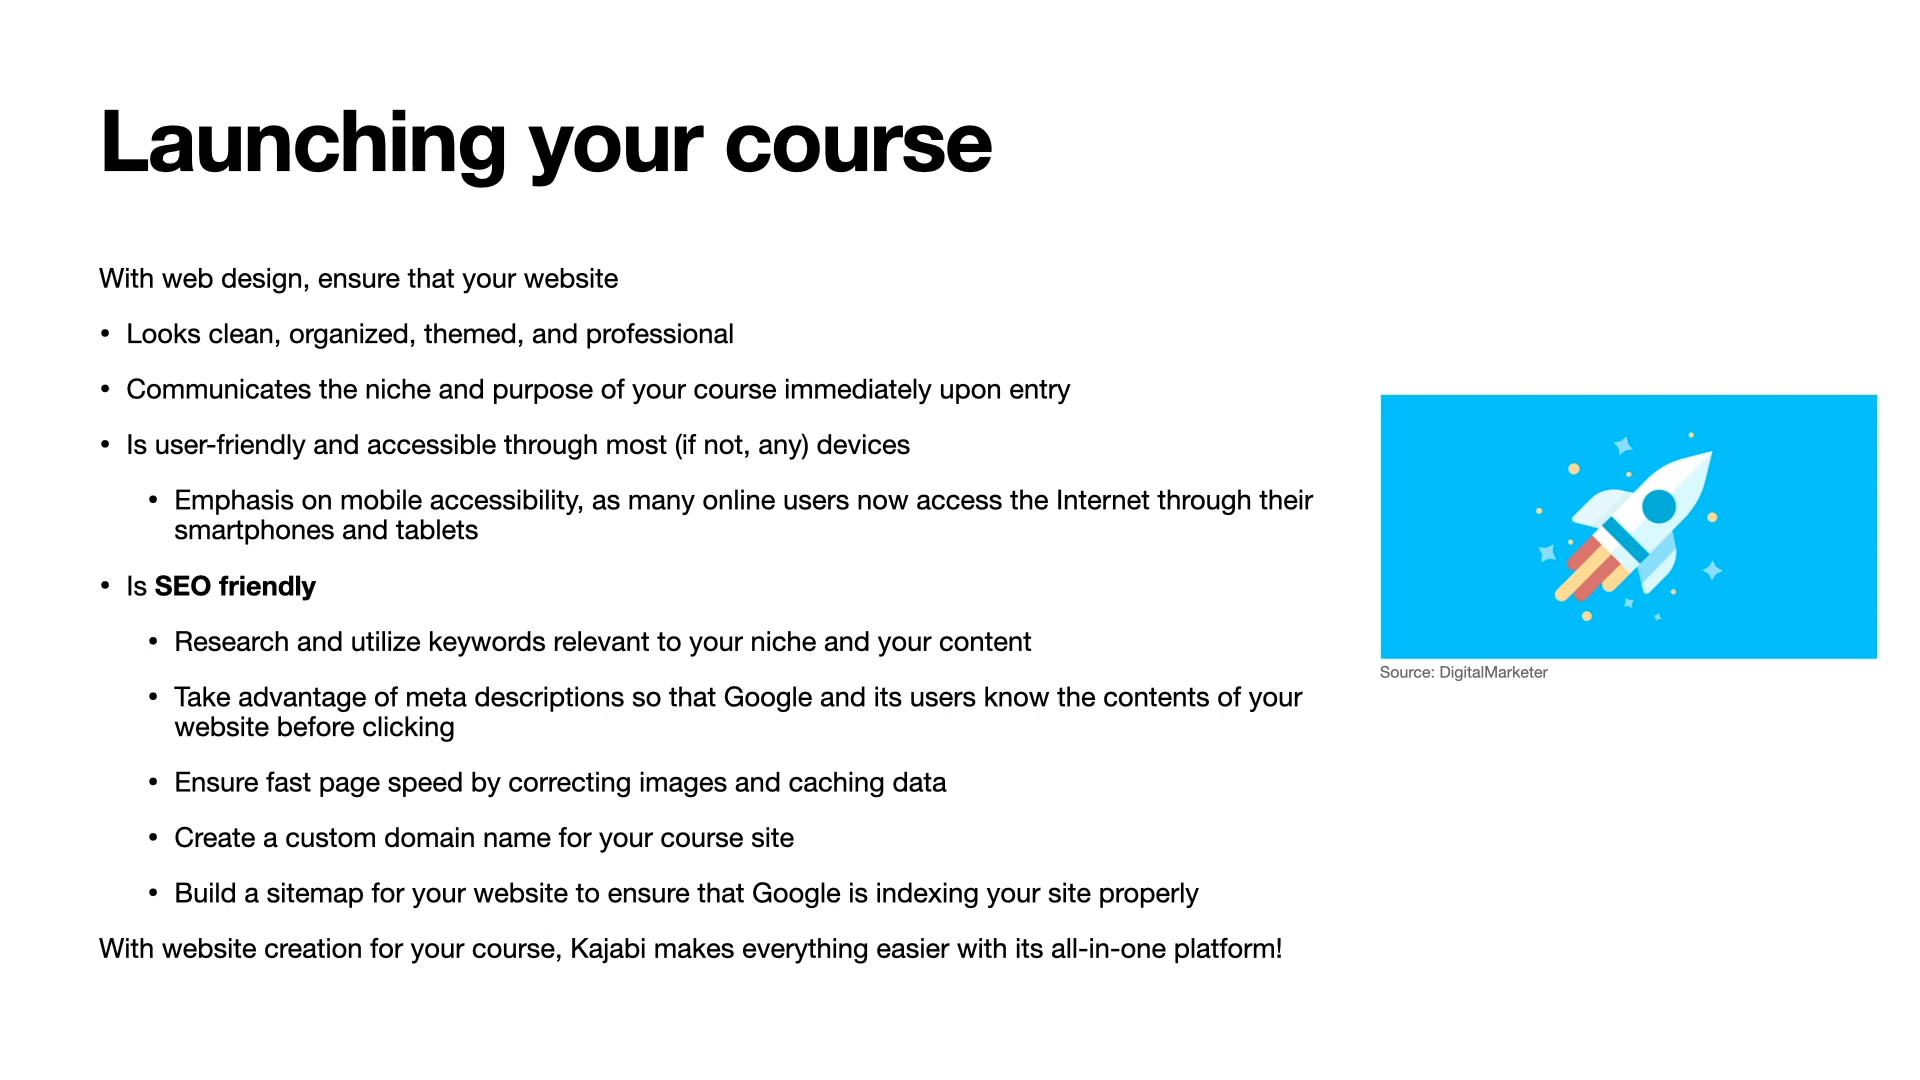 Launching your course
With web design, ensure that your website
• Looks clean, organized, themed, and professional
• Communicates the niche and purpose of your course immediately upon entry
• Is user-friendly and accessible through most (if not, any) devices
• Emphasis on mobile accessibility, as many online users now access the Internet through their
smartphones and tablets
• Is SEO friendly
• Research and utilize keywords relevant to your niche and your content
• Take advantage of meta descriptions so that Google and its users know the contents of your
website before clicking
• Ensure fast page speed by correcting images and caching data
• Create a custom domain name for your course site
• Build a sitemap for your website to ensure that Google is indexing your site properly
With website creation for your course, Kajabi makes everything easier with its all-in-one platform!
Source: DigitalMarketer